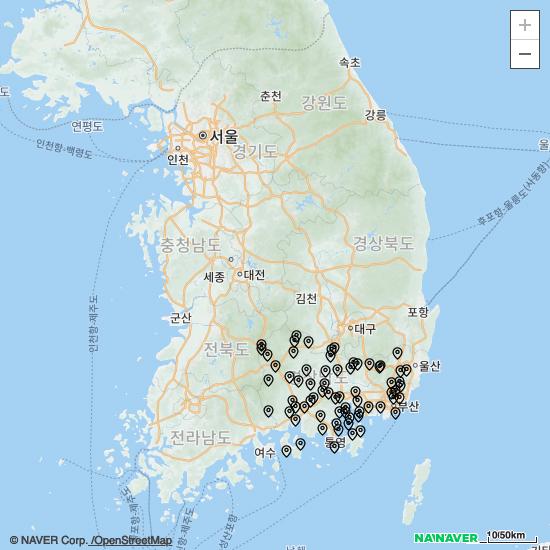 +
−
속초
춘천
강원도
강릉
연평도
서울
울
인천
경기도
인천항-백령도
후포항-울릉도(사동항)
충청남도
경상북도
세종
대전
김천
군산
포항
인천항-제주도
대구
전북도
울산
부산
전라남도
통영
여수
© NAVER Corp. /OpenStreetMap
NAVER
10/50km